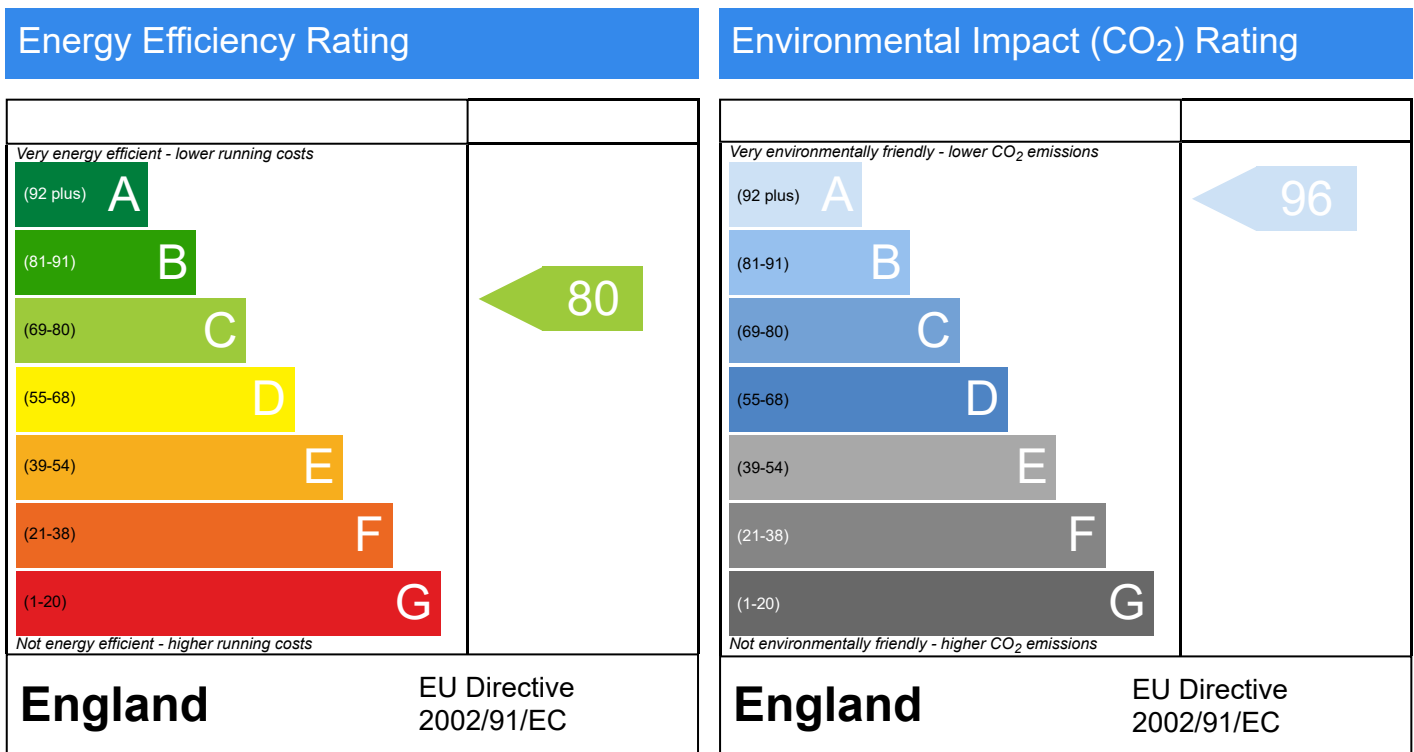 Energy Efficiency Rating
Very energy efficient - lower running costs
(92 plus) A
(81-91) B
(69-80) C
(55-68) D
(39-54) E
(21-38) F
(1-20) G
Not energy efficient - higher running costs
80
England
EU Directive
2002/91/EC
Environmental Impact (CO₂) Rating
Very environmentally friendly - lower CO₂ emissions
(92 plus) A
(81-91) B
(69-80) C
(55-68) D
(39-54) E
(21-38) F
(1-20) G
Not environmentally friendly - higher CO₂ emissions
96
England
EU Directive
2002/91/EC